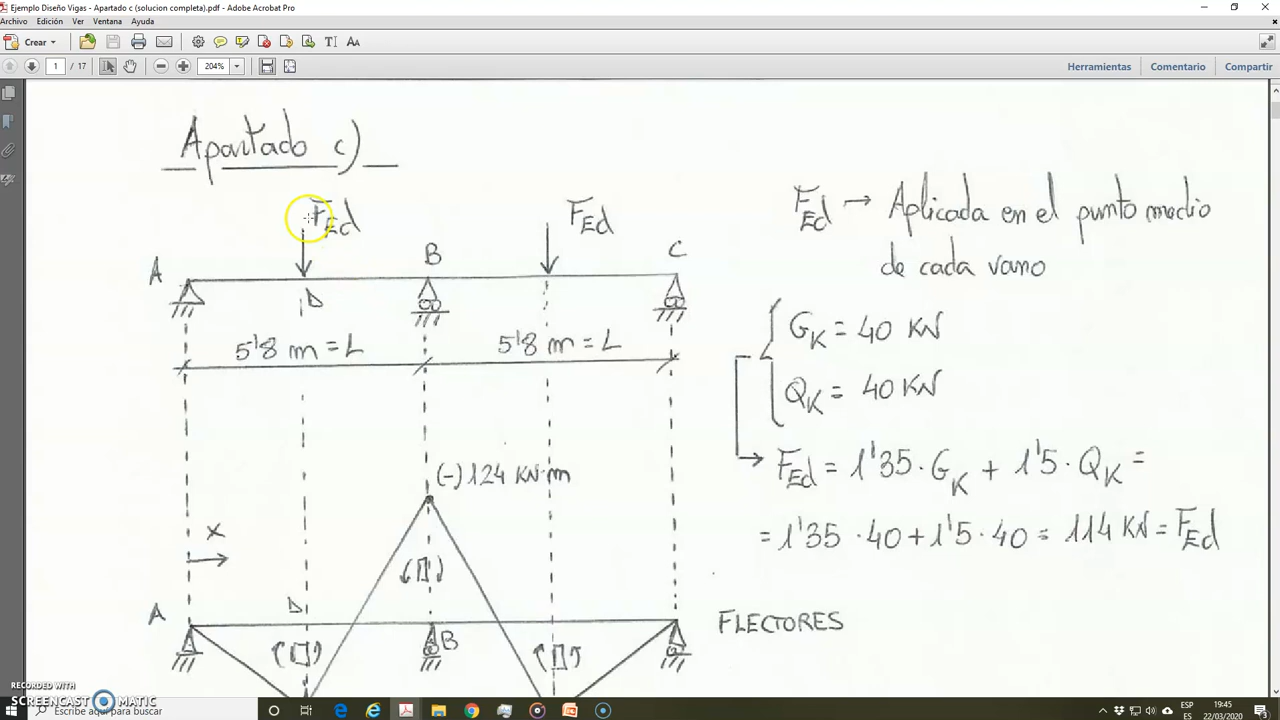 Ejemplo Diseño Vigas - Apartado c (solucion completa).pdf - Adobe Acrobat Pro
Archivo Edición Ver Ventana Ayuda
Crear
1 / 17 204% Herramientas Comentario Compartir
Apartado c)
FEd FEd
A B C
D
5'8 m = L 5'8 m = L
FEd → Aplicada en el punto medio
de cada vano
GK = 40 KN
QK = 40 KN
FEd = 1'35 · GK + 1'5 · QK =
= 1'35 · 40 + 1'5 · 40 = 114 KN = FEd
(-) 124 KN·m
x
A D B
FLECTORES
RECORDED WITH
SCREENCAST MATIC
Escribe aquí para buscar
ESP
19:45
22/03/2020
3